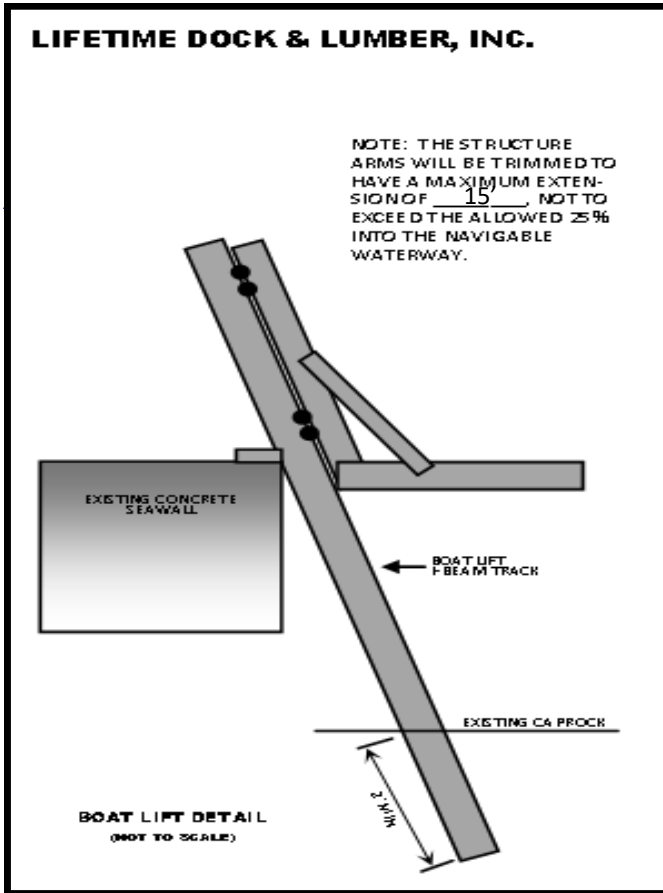 LIFETIME DOCK & LUMBER, INC.
NOTE: THE STRUCTURE
ARMS WILL BE TRIMMED TO
HAVE A MAXIMUM EXTEN-
SION OF 15', NOT TO
EXCEED THE ALLOWED 25%
INTO THE NAVIGABLE
WATERWAY.
EXISTING CONCRETE
SEAWALL
BOAT LIFT
I-BEAM TRACK
EXISTING CAPROCK
2' MIN
BOAT LIFT DETAIL
(NOT TO SCALE)